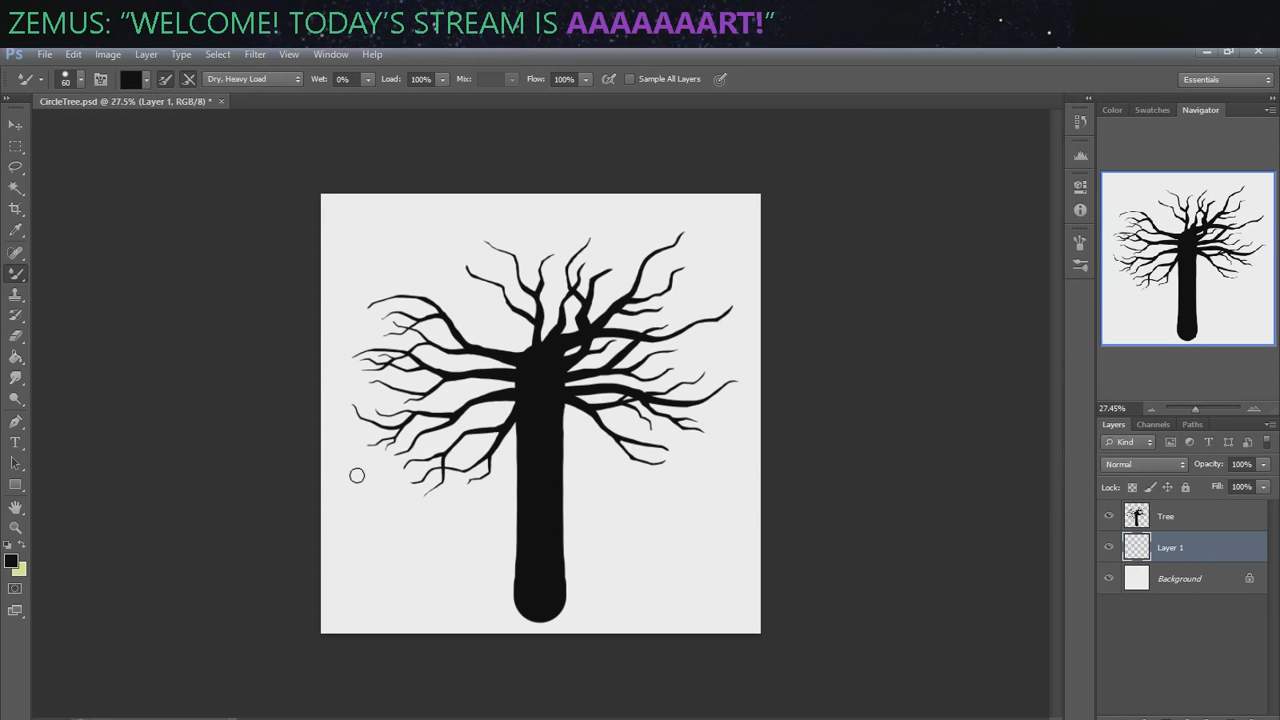 ZEMUS: “WELCOME! TODAY’S STREAM IS AAAAAAART!”
Ps File Edit Image Layer Type Select Filter View Window Help
60 Dry, Heavy Load Wet: 0% Load: 100% Mix: Flow: 100% Sample All Layers Essentials
CircleTree.psd @ 27.5% (Layer 1, RGB/8) *
Color Swatches Navigator
27.45%
Layers Channels Paths
Kind
Normal Opacity: 100%
Lock: Fill: 100%
Tree
Layer 1
Background